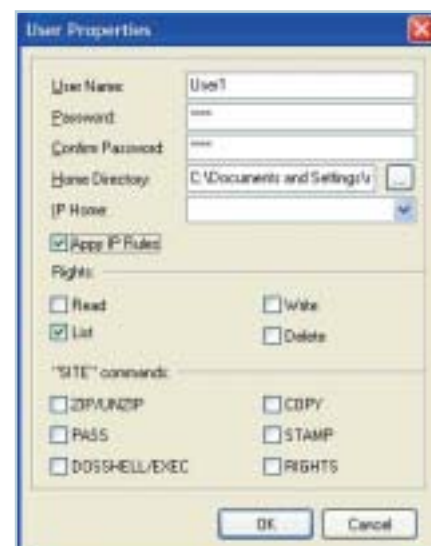 User Properties
User Name:
User1
Password:
Confirm Password:
Home Directory:
C:\Documents and Settings\
...
IP Home:
Appy IP Rules
Rights:
Read
Write
List
Delete
"SITE" commands:
ZIP/UNZIP
COPY
PASS
STAMP
DOSSHELL/EXEC
RIGHTS
OK
Cancel